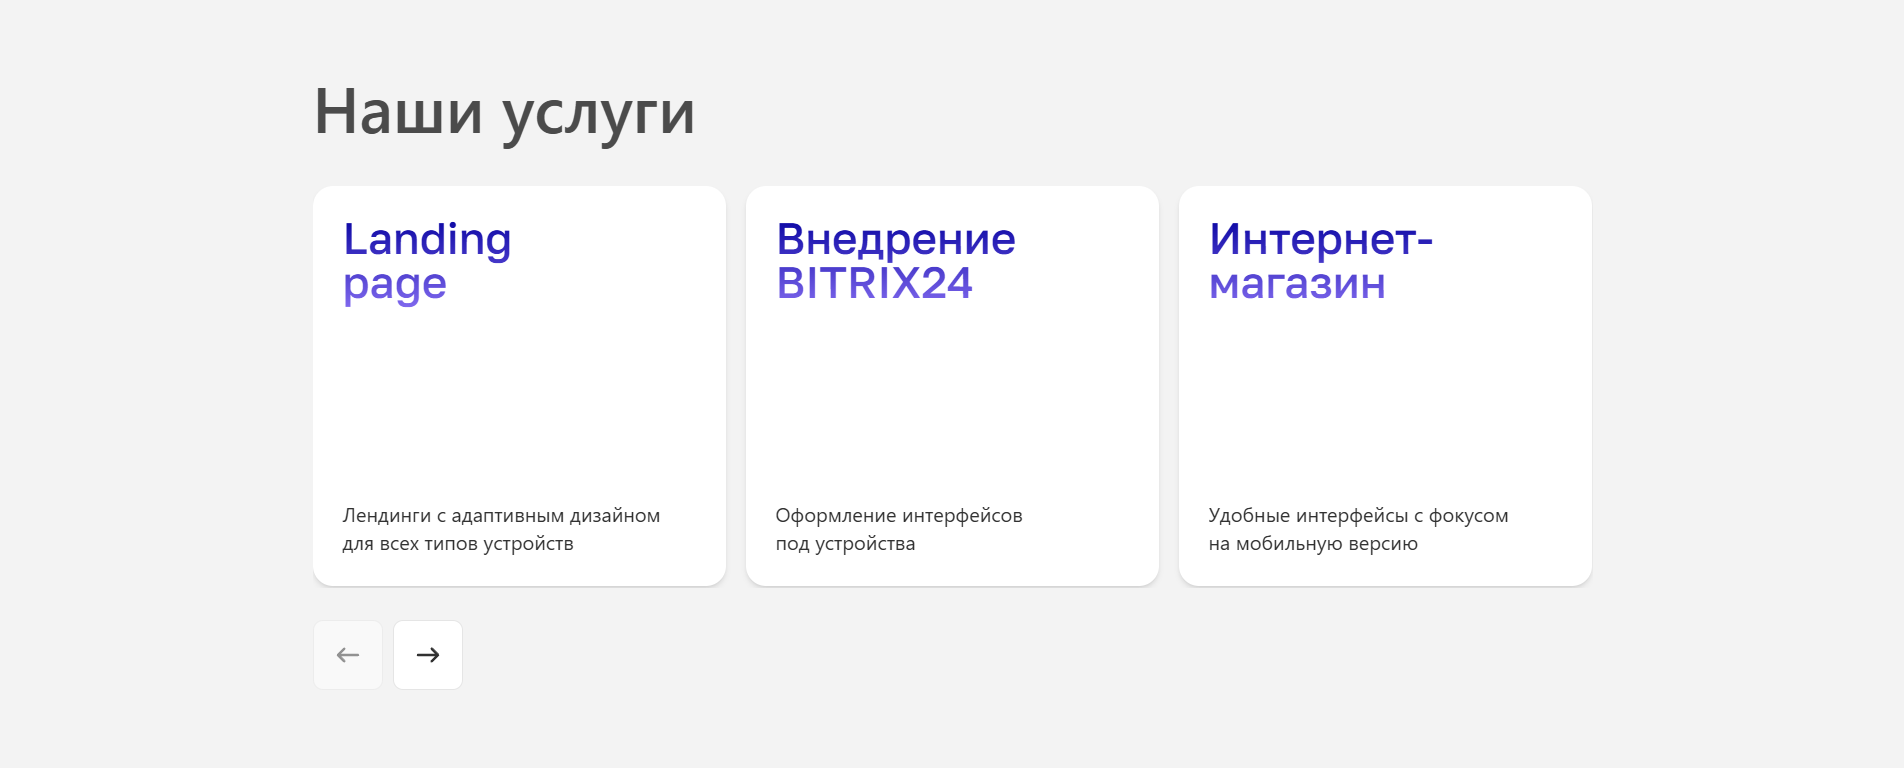 Наши услуги
Landing
page
Лендинги с адаптивным дизайном
для всех типов устройств
Внедрение
BITRIX24
Оформление интерфейсов
под устройства
Интернет-
магазин
Удобные интерфейсы с фокусом
на мобильную версию